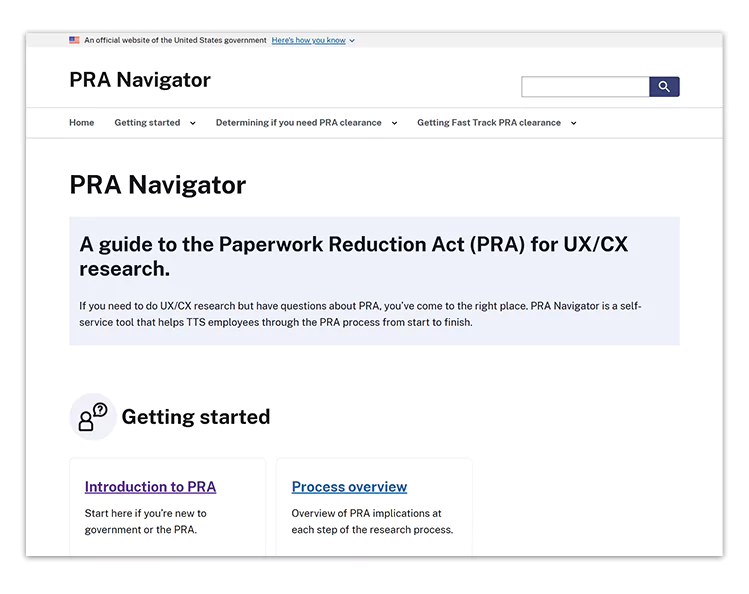 An official website of the United States government Here's how you know
PRA Navigator
Home Getting started Determining if you need PRA clearance Getting Fast Track PRA clearance
PRA Navigator
A guide to the Paperwork Reduction Act (PRA) for UX/CX
research.
If you need to do UX/CX research but have questions about PRA, you've come to the right place. PRA Navigator is a self-
service tool that helps TTS employees through the PRA process from start to finish.
Getting started
Introduction to PRA
Start here if you're new to
government or the PRA.
Process overview
Overview of PRA implications at
each step of the research process.